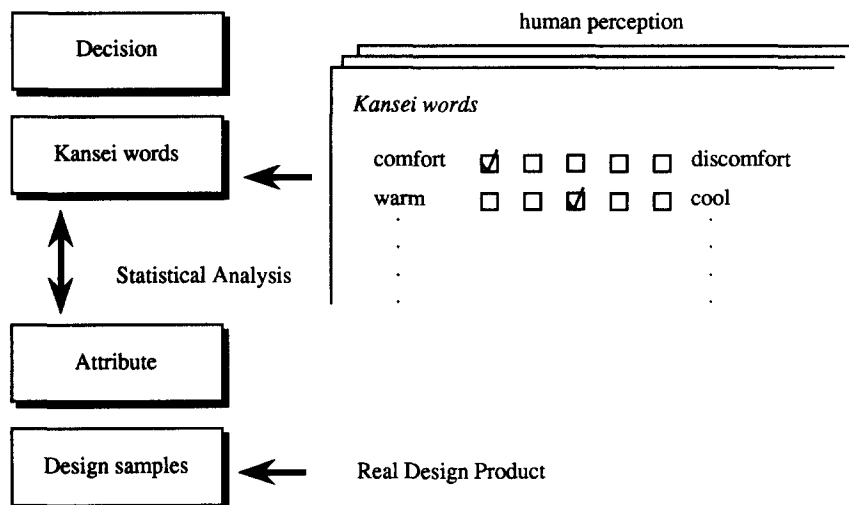 human perception
Decision
Kansei words
Kansei words
comfort discomfort
warm cool
Statistical Analysis
Attribute
Design samples
Real Design Product